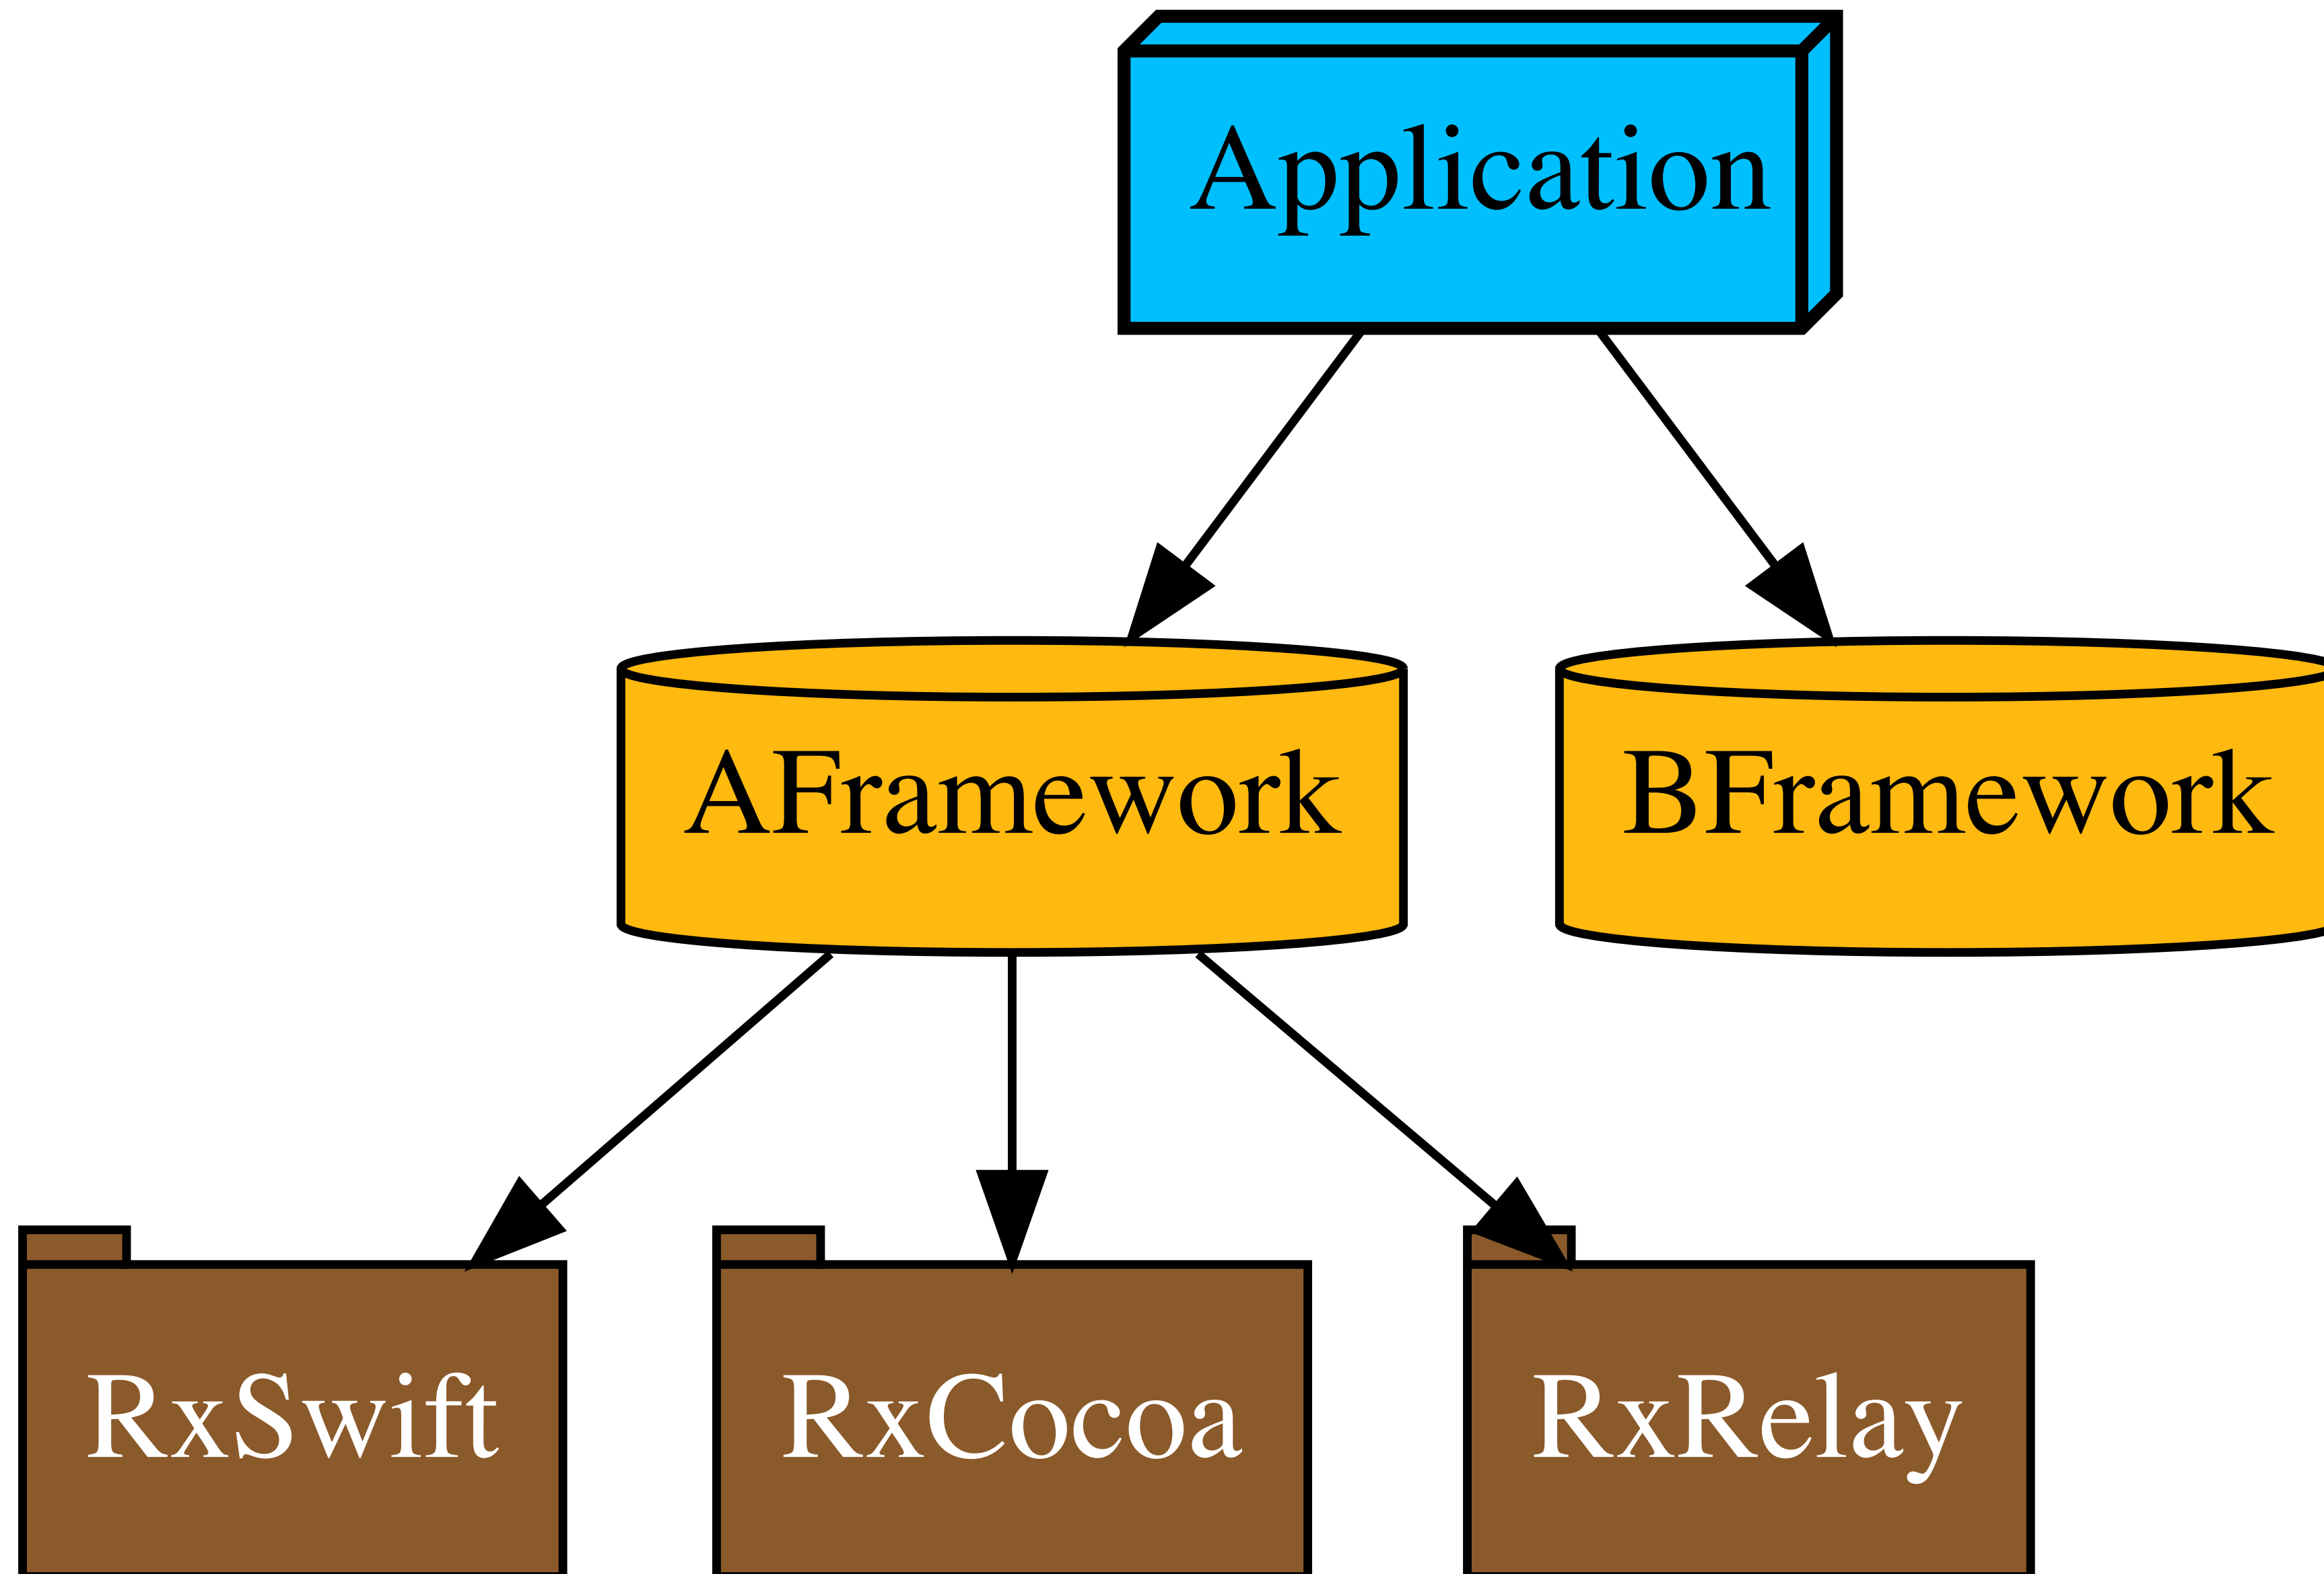 Application
AFramework
BFramework
RxSwift
RxCocoa
RxRelay